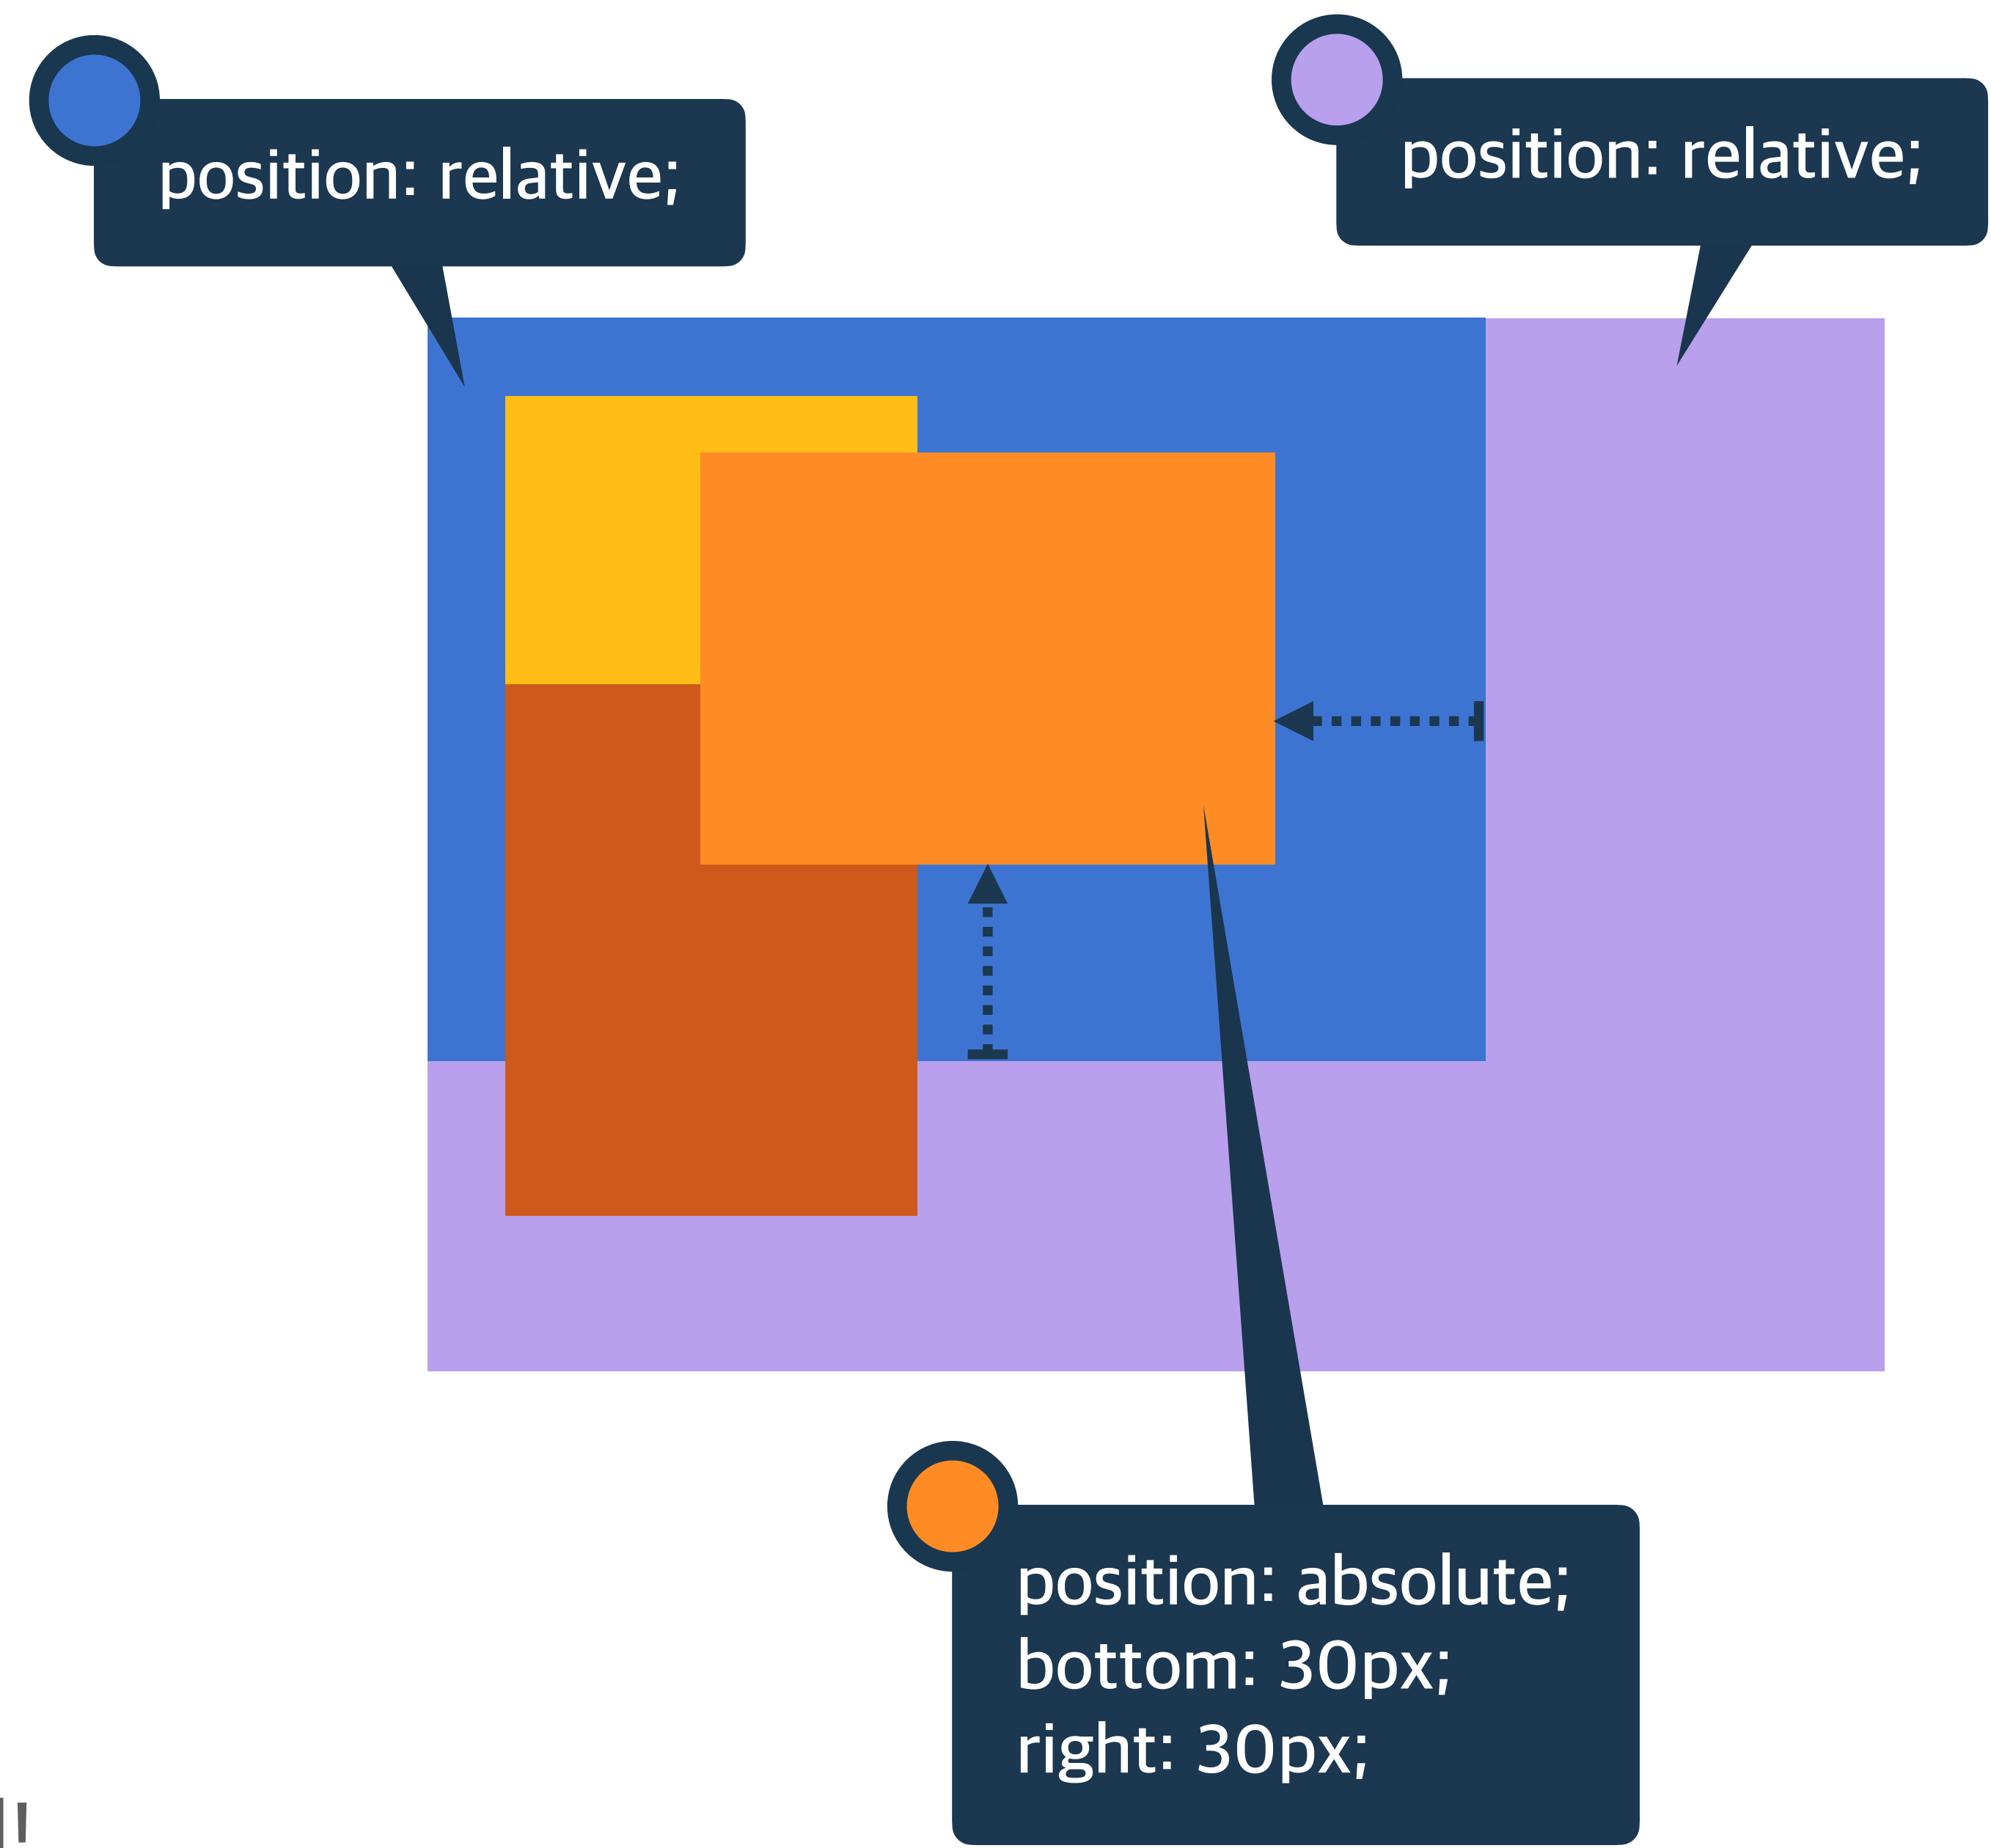 position: relative;
position: relative;
position: absolute;
bottom: 30px;
right: 30px;